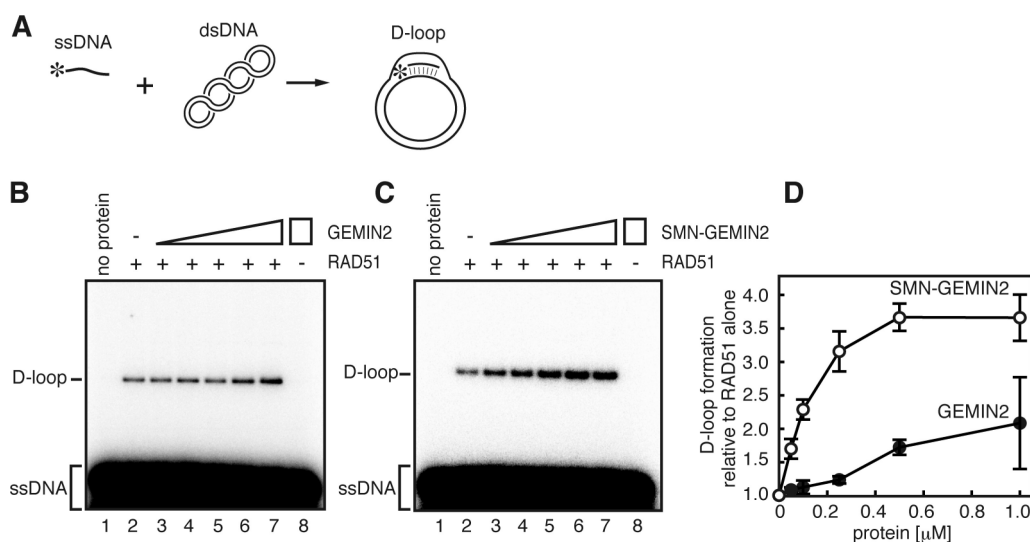 A
ssDNA
dsDNA
D-loop
*
+
*
B
no protein
-
GEMIN2
+ + + + + + - RAD51
D-loop
ssDNA
1 2 3 4 5 6 7 8
C
no protein
-
SMN-GEMIN2
+ + + + + + - RAD51
D-loop
ssDNA
1 2 3 4 5 6 7 8
D
D-loop formation
relative to RAD51 alone
4.0
3.5
3.0
2.5
2.0
1.5
1.0
SMN-GEMIN2
GEMIN2
0 0.2 0.4 0.6 0.8 1.0
protein [μM]